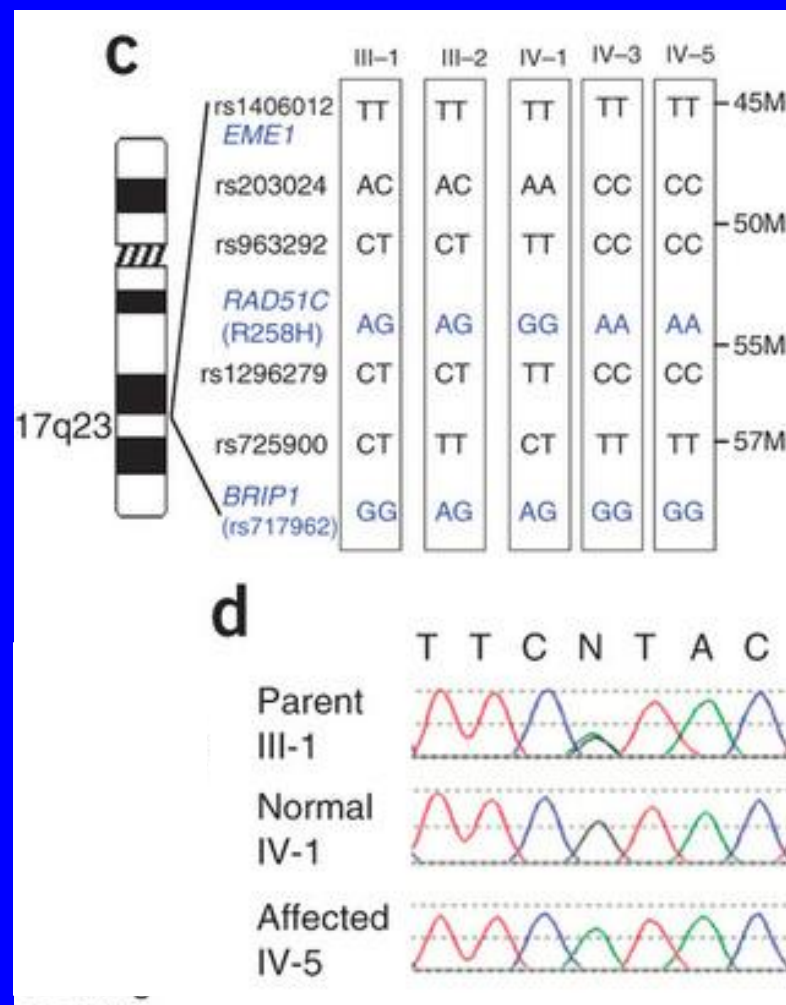 c
III–1 III–2 IV–1 IV–3 IV–5
rs1406012 TT TT TT TT TT 45M
EME1
rs203024 AC AC AA CC CC
50M
rs963292 CT CT TT CC CC
RAD51C
(R258H) AG AG GG AA AA
55M
rs1296279 CT CT TT CC CC
17q23
rs725900 CT TT CT TT TT 57M
BRIP1
(rs717962) GG AG AG GG GG
d
T T C N T A C
Parent
III-1
Normal
IV-1
Affected
IV-5